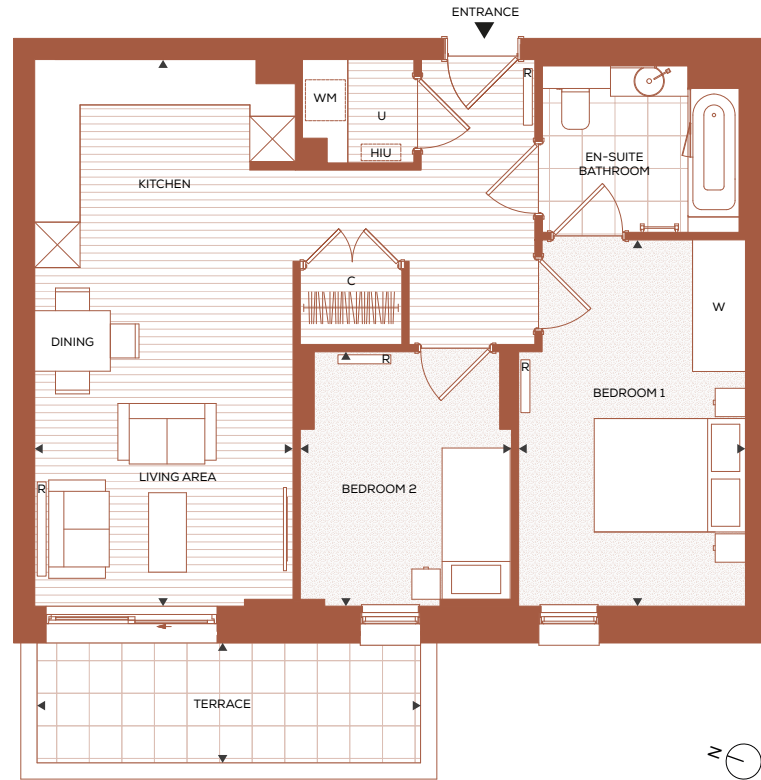 ENTRANCE
R
WM
U
HIU
KITCHEN
EN-SUITE
BATHROOM
C
W
DINING
R
R
BEDROOM 1
LIVING AREA
R
BEDROOM 2
TERRACE
N